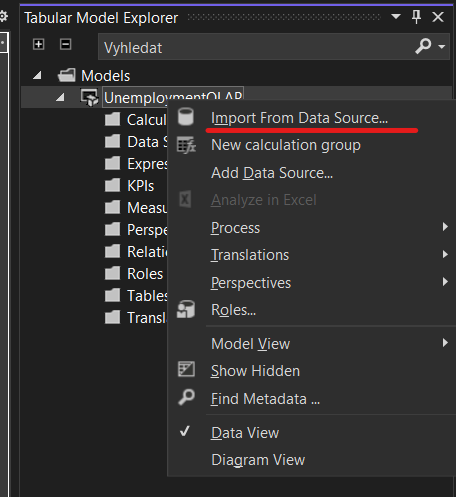 Tabular Model Explorer
Vyhledat
Models
UnemploymentOLAP
Import From Data Source...
New calculation group
Add Data Source...
Analyze in Excel
Process
Translations
Perspectives
Roles...
Model View
Show Hidden
Find Metadata ...
Data View
Diagram View
Calcul
Data S
Expres
KPIs
Measu
Perspe
Relatio
Roles
Tables
Transl